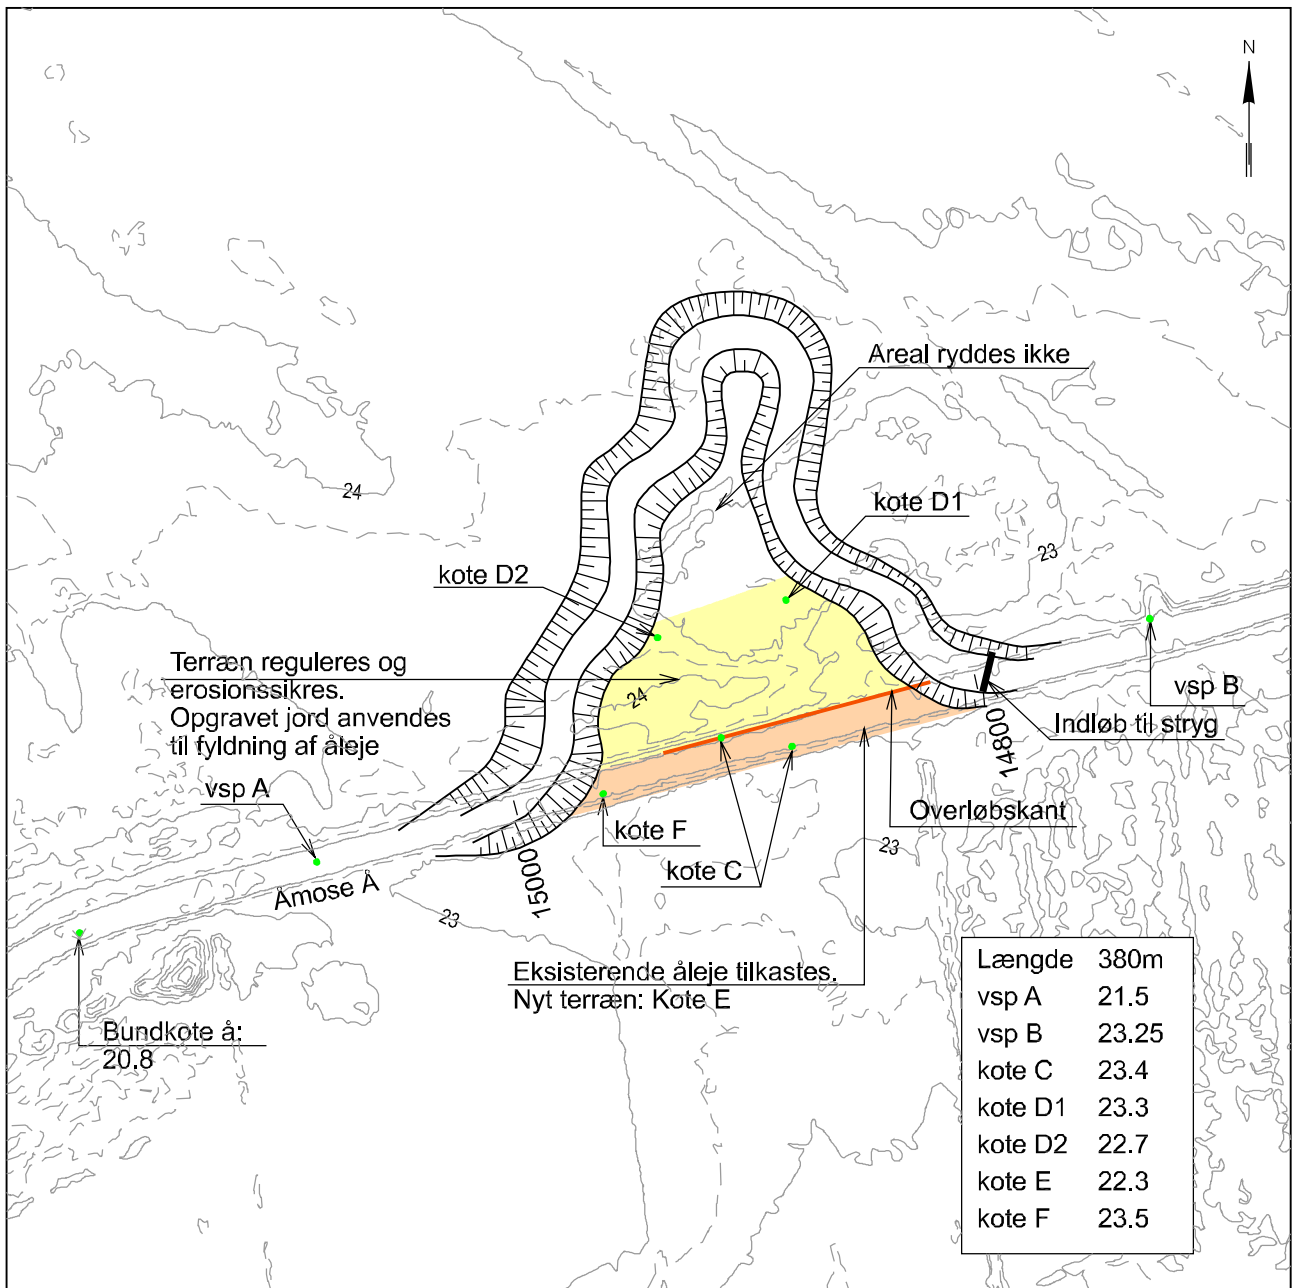 N
Areal ryddes ikke
24
kote D1
23
kote D2
Terræn reguleres og
erosionssikres.
Opgravet jord anvendes
til fyldning af åleje
24
vsp B
Indløb til stryg
14800
vsp A
Overløbskant
kote F
23
kote C
15000
Åmose Å
23
Eksisterende åleje tilkastes.
Nyt terræn: Kote E
Bundkote å:
20.8
Længde 380m
vsp A 21.5
vsp B 23.25
kote C 23.4
kote D1 23.3
kote D2 22.7
kote E 22.3
kote F 23.5